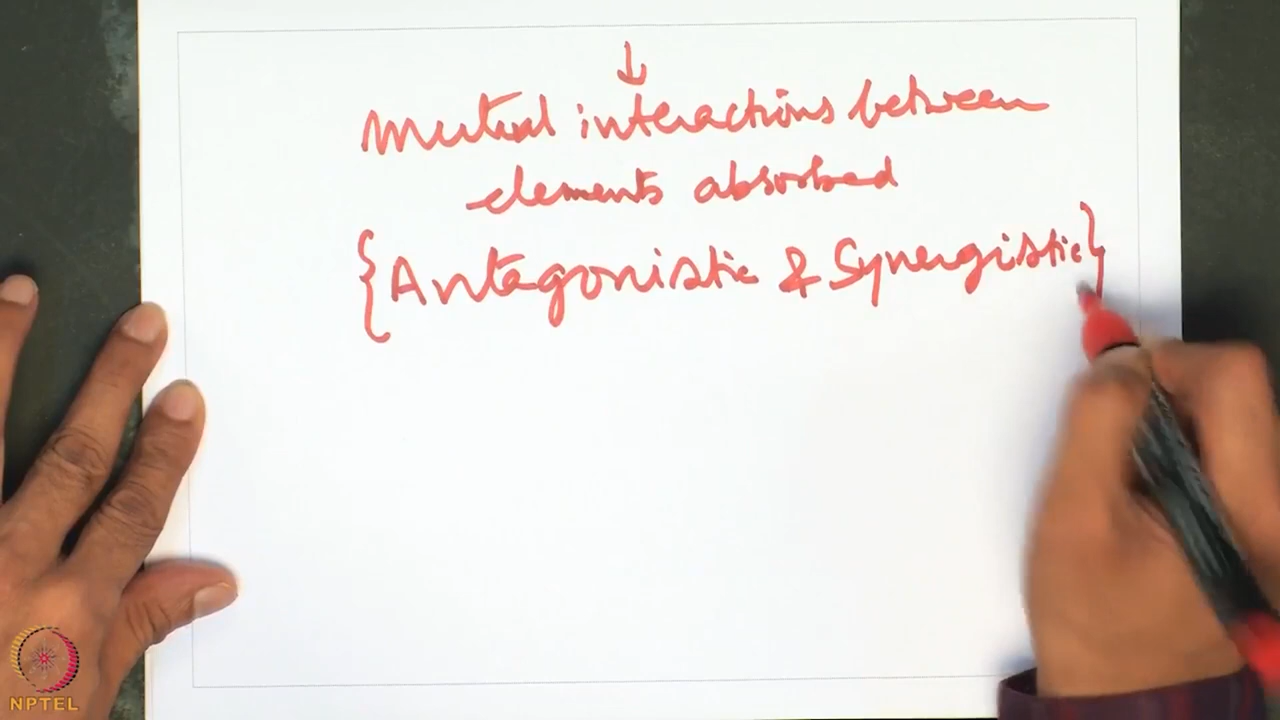 ↓
Mutual interactions between
elements absorbed
{Antagonistic & Synergistic}
NPTEL